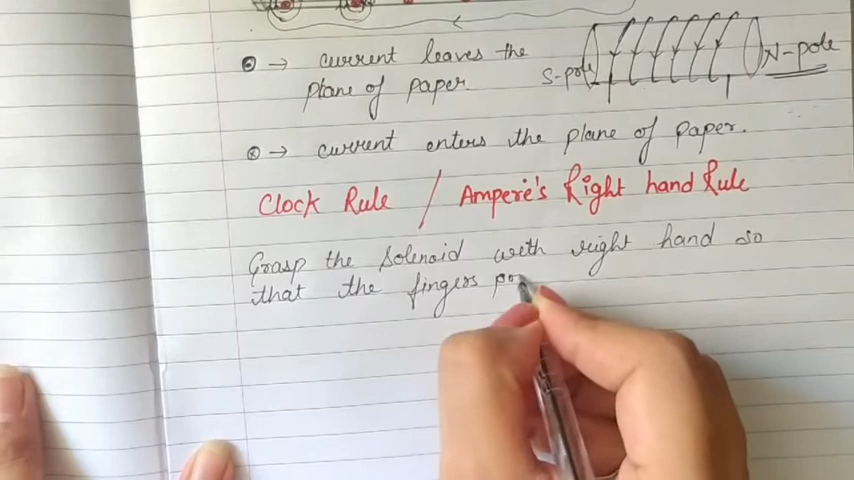 ⊙ → current leaves the
plane of paper
S-pole
N-pole
⊗ → current enters the plane of paper.
Clock Rule / Ampere's Right hand Rule
Grasp the Solenoid with right hand so
that the fingers po